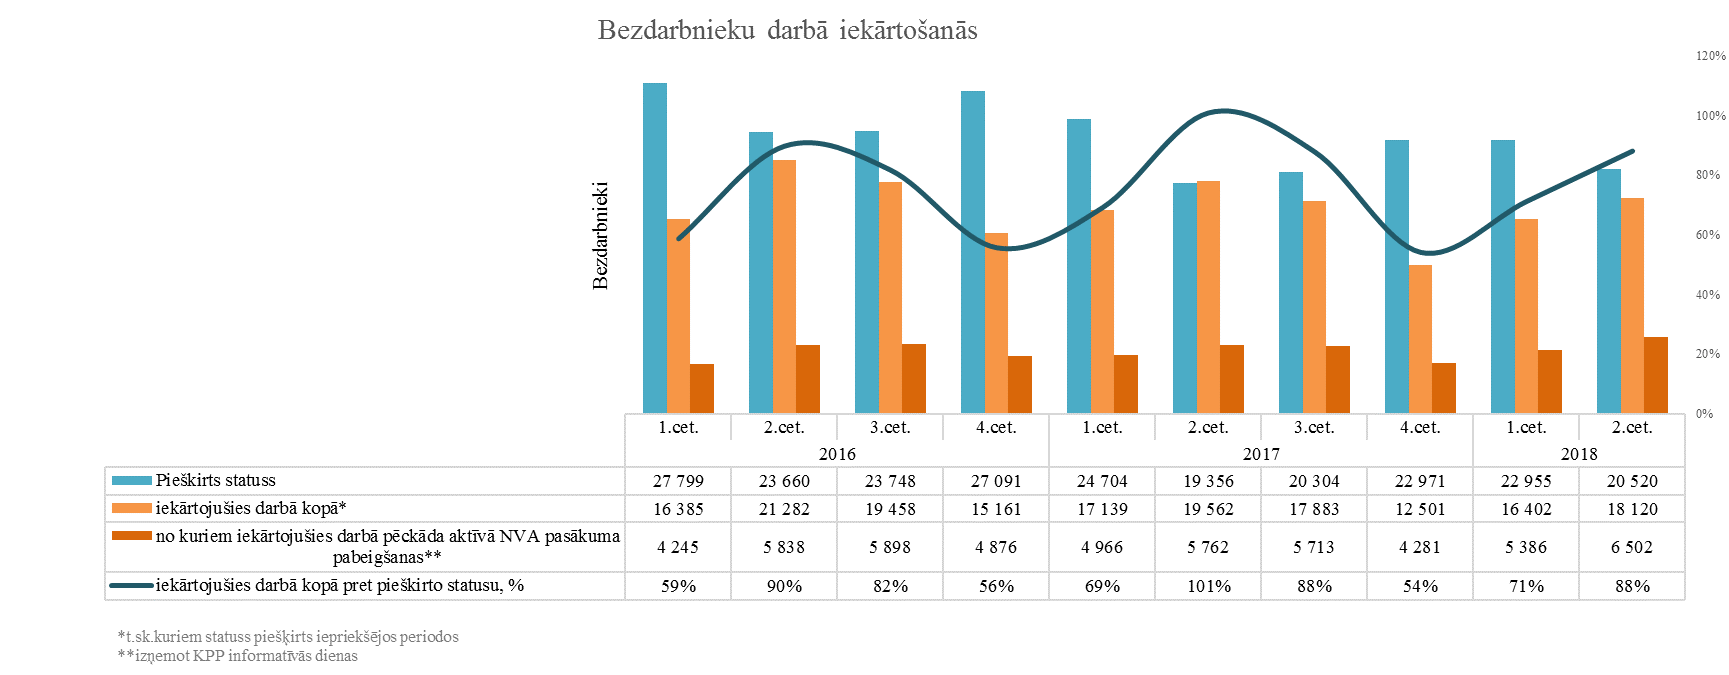 Bezdarbnieku darbā iekārtošanās
120%
100%
80%
60%
40%
20%
0%
Bezdarbnieki
1.cet. 2.cet. 3.cet. 4.cet. 1.cet. 2.cet. 3.cet. 4.cet. 1.cet. 2.cet.
2016 2017 2018
Piešķirts statuss 27 799 23 660 23 748 27 091 24 704 19 356 20 304 22 971 22 955 20 520
iekārtojušies darbā kopā* 16 385 21 282 19 458 15 161 17 139 19 562 17 883 12 501 16 402 18 120
no kuriem iekārtojušies darbā pēckāda aktīvā NVA pasākuma
pabeigšanas** 4 245 5 838 5 898 4 876 4 966 5 762 5 713 4 281 5 386 6 502
iekārtojušies darbā kopā pret pieškirto statusu, % 59% 90% 82% 56% 69% 101% 88% 54% 71% 88%
*t.sk.kuriem statuss piešķirts iepriekšējos periodos
**izņemot KPP informatīvās dienas